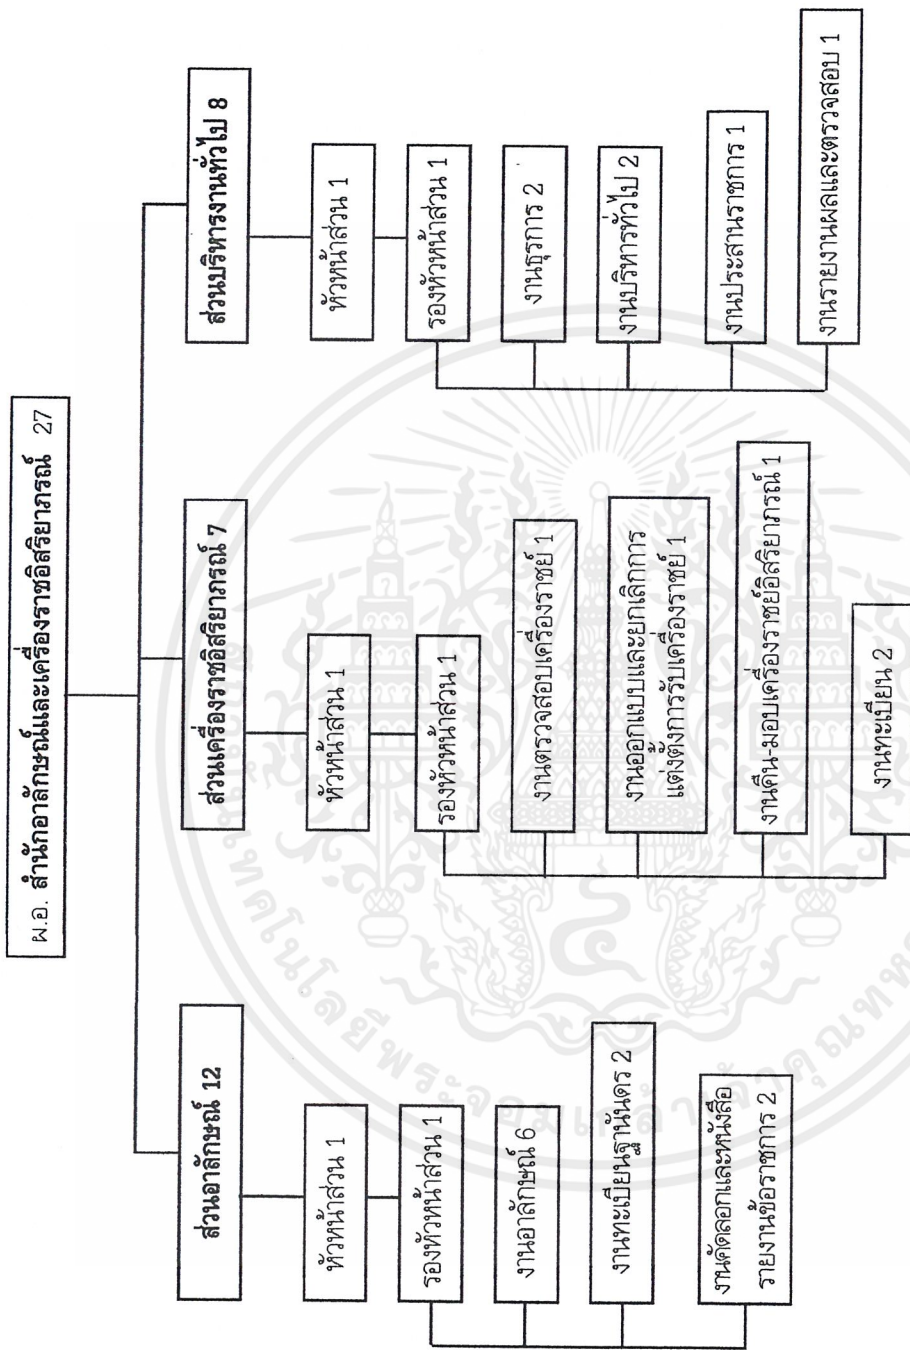 ผ.อ. สำนักอาลักษณ์และเครื่องราชอิสริยาภรณ์ 27
ส่วนอาลักษณ์ 12
หัวหน้าส่วน 1
รองหัวหน้าส่วน 1
งานอาลักษณ์ 6
งานทะเบียนฐานันดร 2
งานคัดลอกและหนังสือ
รายงานข้อราชการ 2
ส่วนเครื่องราชอิสริยาภรณ์ 7
หัวหน้าส่วน 1
รองหัวหน้าส่วน 1
งานตรวจสอบเครื่องราชย์ 1
งานออกแบบและยกเลิกการ
แต่งตั้งการรับเครื่องราชย์ 1
งานคืน-มอบเครื่องราชย์อิสริยาภรณ์ 1
งานทะเบียน 2
ส่วนบริหารงานทั่วไป 8
หัวหน้าส่วน 1
รองหัวหน้าส่วน 1
งานธุรการ 2
งานบริหารทั่วไป 2
งานประสานราชการ 1
งานรายงานผลและตรวจสอบ 1